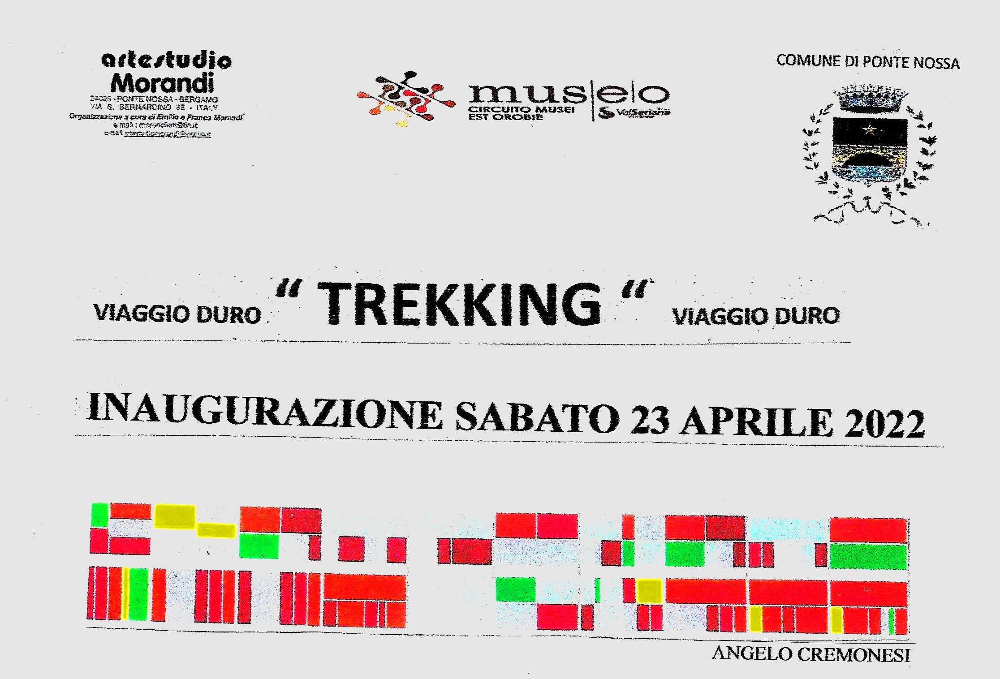 artestudio
Morandi
24028 - PONTE NOSSA - BERGAMO
VIA S. BERNARDINO 88 - ITALY
Organizzazione a cura di Emilio e Franca Morandi
e.mail : morandiem@tin.it
e-mail artestudiomorandi@virgilio.it
mus|e|o
CIRCUITO MUSEI
EST OROBIE
ValSeriana
COMUNE DI PONTE NOSSA
VIAGGIO DURO “ TREKKING “ VIAGGIO DURO
INAUGURAZIONE SABATO 23 APRILE 2022
ANGELO CREMONESI